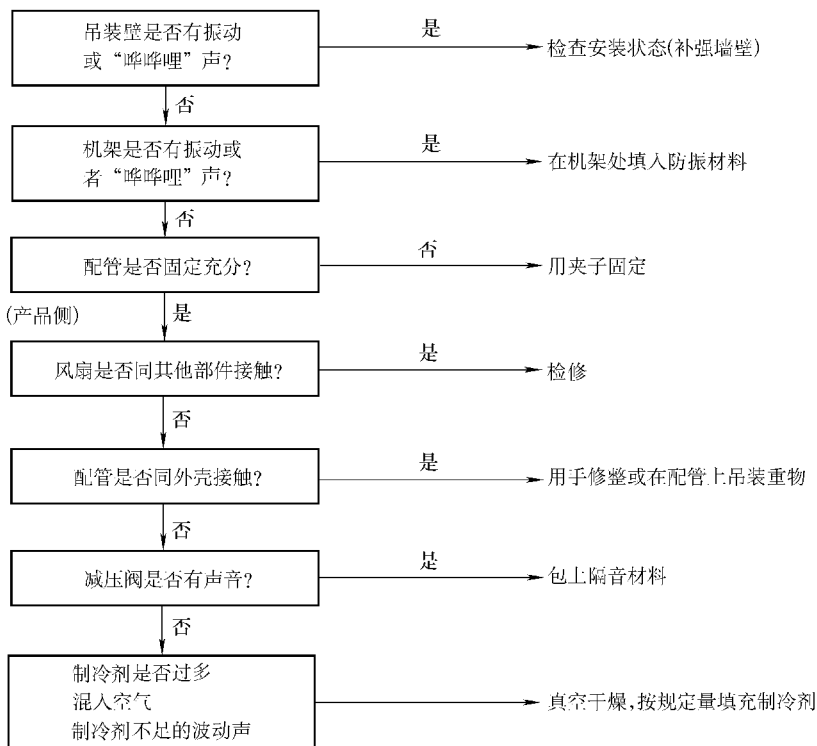 吊装壁是否有振动
或“哗哗哩”声?
是
检查安装状态(补强墙壁)
否
机架是否有振动或
者“哗哗哩”声?
是
在机架处填入防振材料
否
配管是否固定充分?
否
用夹子固定
(产品侧)
是
风扇是否同其他部件接触?
是
检修
否
配管是否同外壳接触?
是
用手修整或在配管上吊装重物
否
减压阀是否有声音?
是
包上隔音材料
否
制冷剂是否过多
混入空气
制冷剂不足的波动声
真空干燥,按规定量填充制冷剂